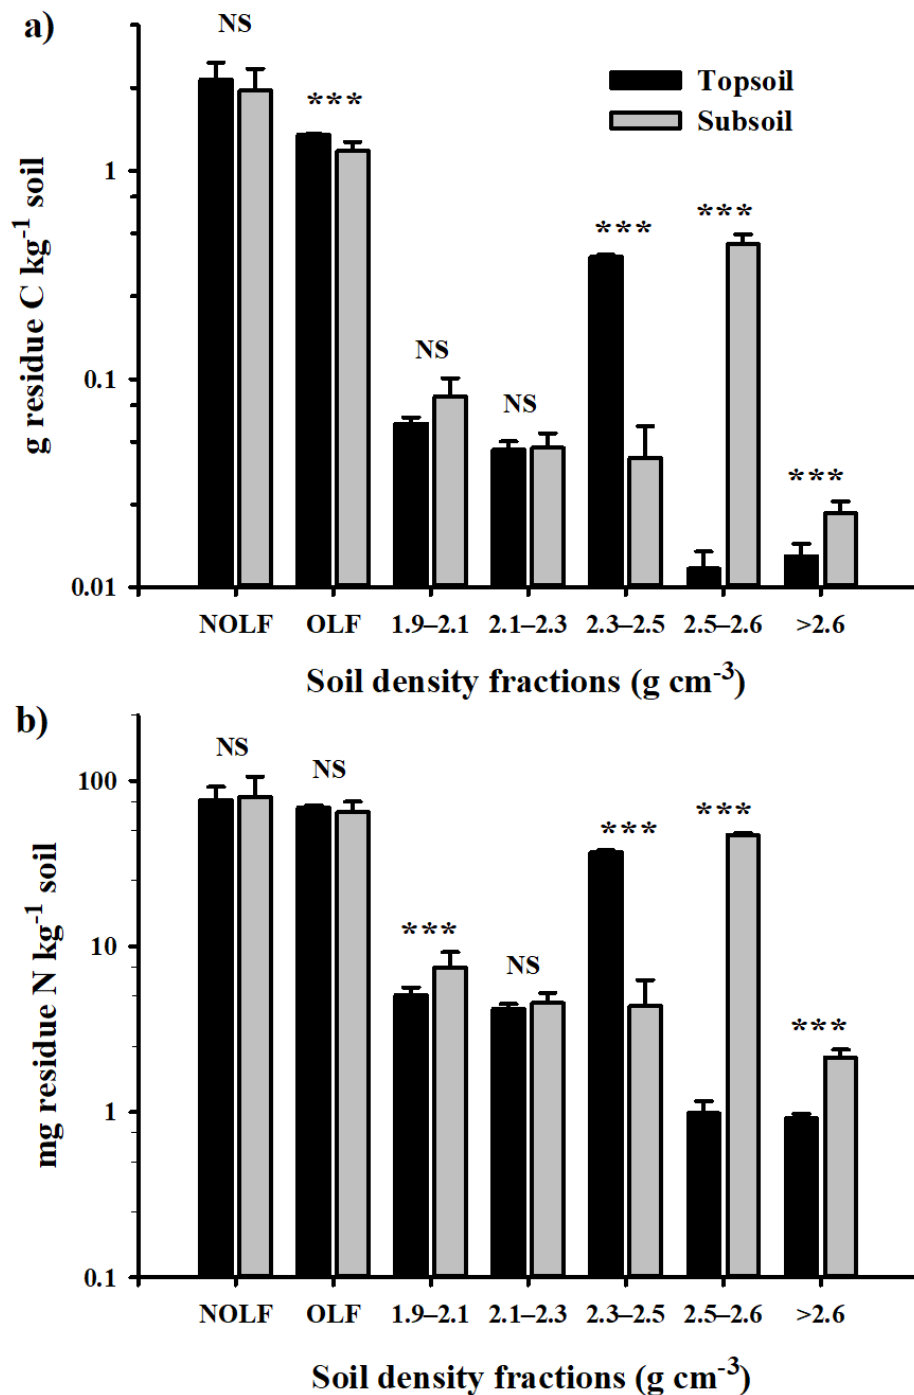 a)
NS
***
NS
NS
***
***
***
Topsoil
Subsoil
g residue C kg⁻¹ soil
1
0.1
0.01
NOLF OLF 1.9–2.1 2.1–2.3 2.3–2.5 2.5–2.6 >2.6
Soil density fractions (g cm⁻³)
b)
NS
NS
***
NS
***
***
***
mg residue N kg⁻¹ soil
100
10
1
0.1
NOLF OLF 1.9–2.1 2.1–2.3 2.3–2.5 2.5–2.6 >2.6
Soil density fractions (g cm⁻³)